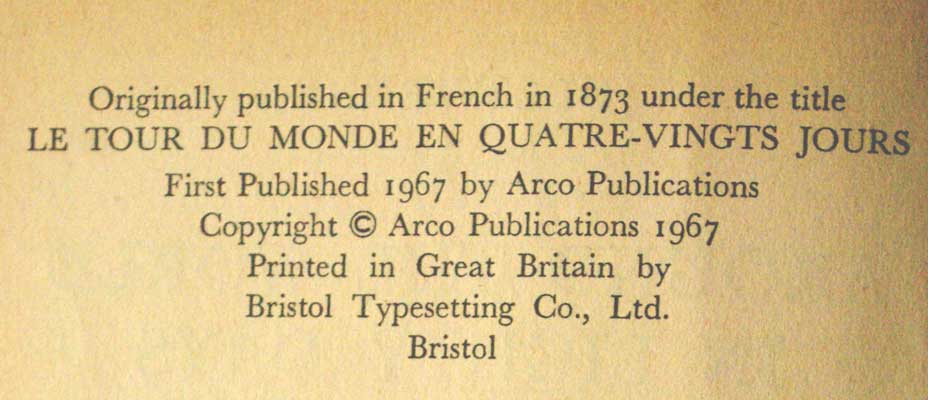 Originally published in French in 1873 under the title
LE TOUR DU MONDE EN QUATRE-VINGTS JOURS
First Published 1967 by Arco Publications
Copyright © Arco Publications 1967
Printed in Great Britain by
Bristol Typesetting Co., Ltd.
Bristol